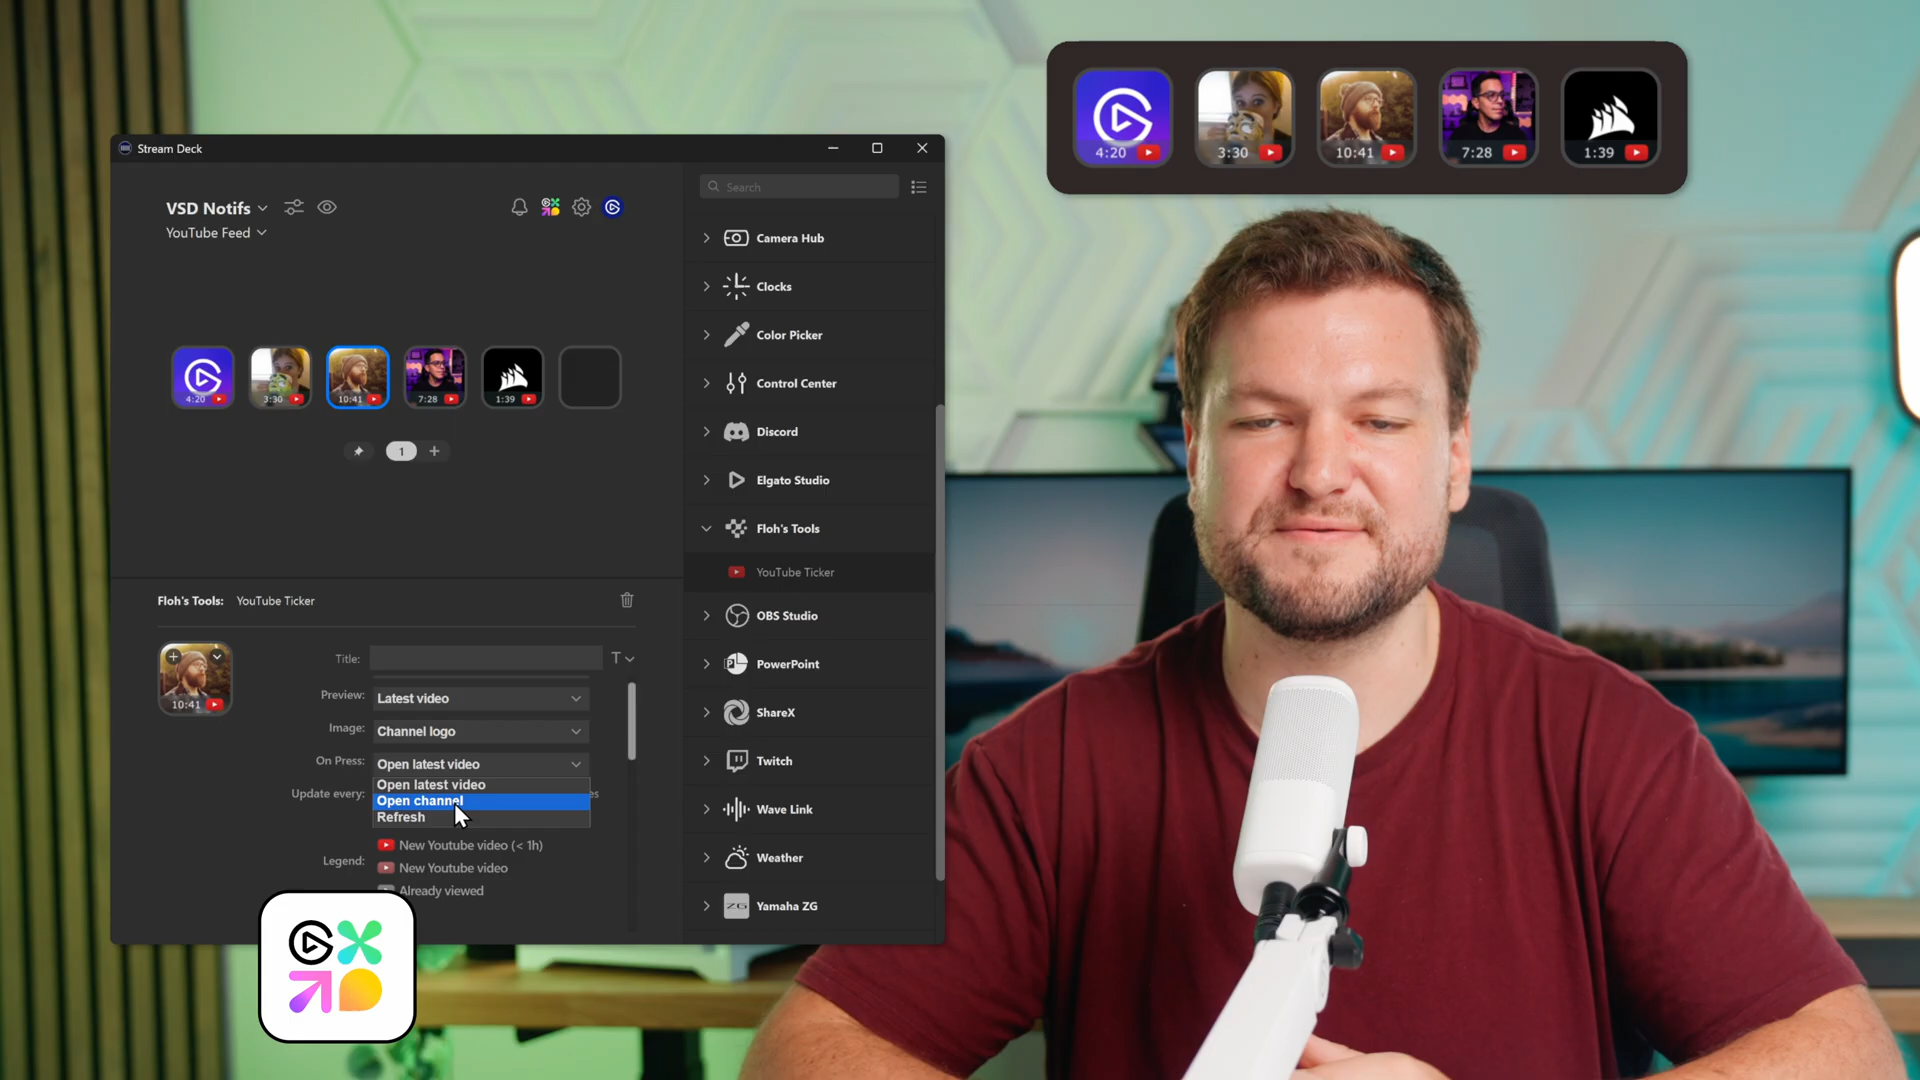 4:20
3:30
10:41
7:28
1:39
Stream Deck
VSD Notifs
YouTube Feed
4:20
3:30
10:41
7:28
1:39
1
Floh's Tools: YouTube Ticker
10:41
Title:
T
Preview: Latest video
Image: Channel logo
On Press: Open latest video
Open latest video
Open channel
Refresh
Update every:
es
Legend:
New Youtube video (< 1h)
New Youtube video
Already viewed
Search
Camera Hub
Clocks
Color Picker
Control Center
Discord
Elgato Studio
Floh's Tools
YouTube Ticker
OBS Studio
PowerPoint
ShareX
Twitch
Wave Link
Weather
ZG Yamaha ZG